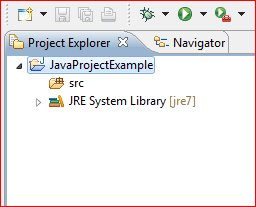 Project Explorer Navigator
JavaProjectExample
src
JRE System Library [jre7]